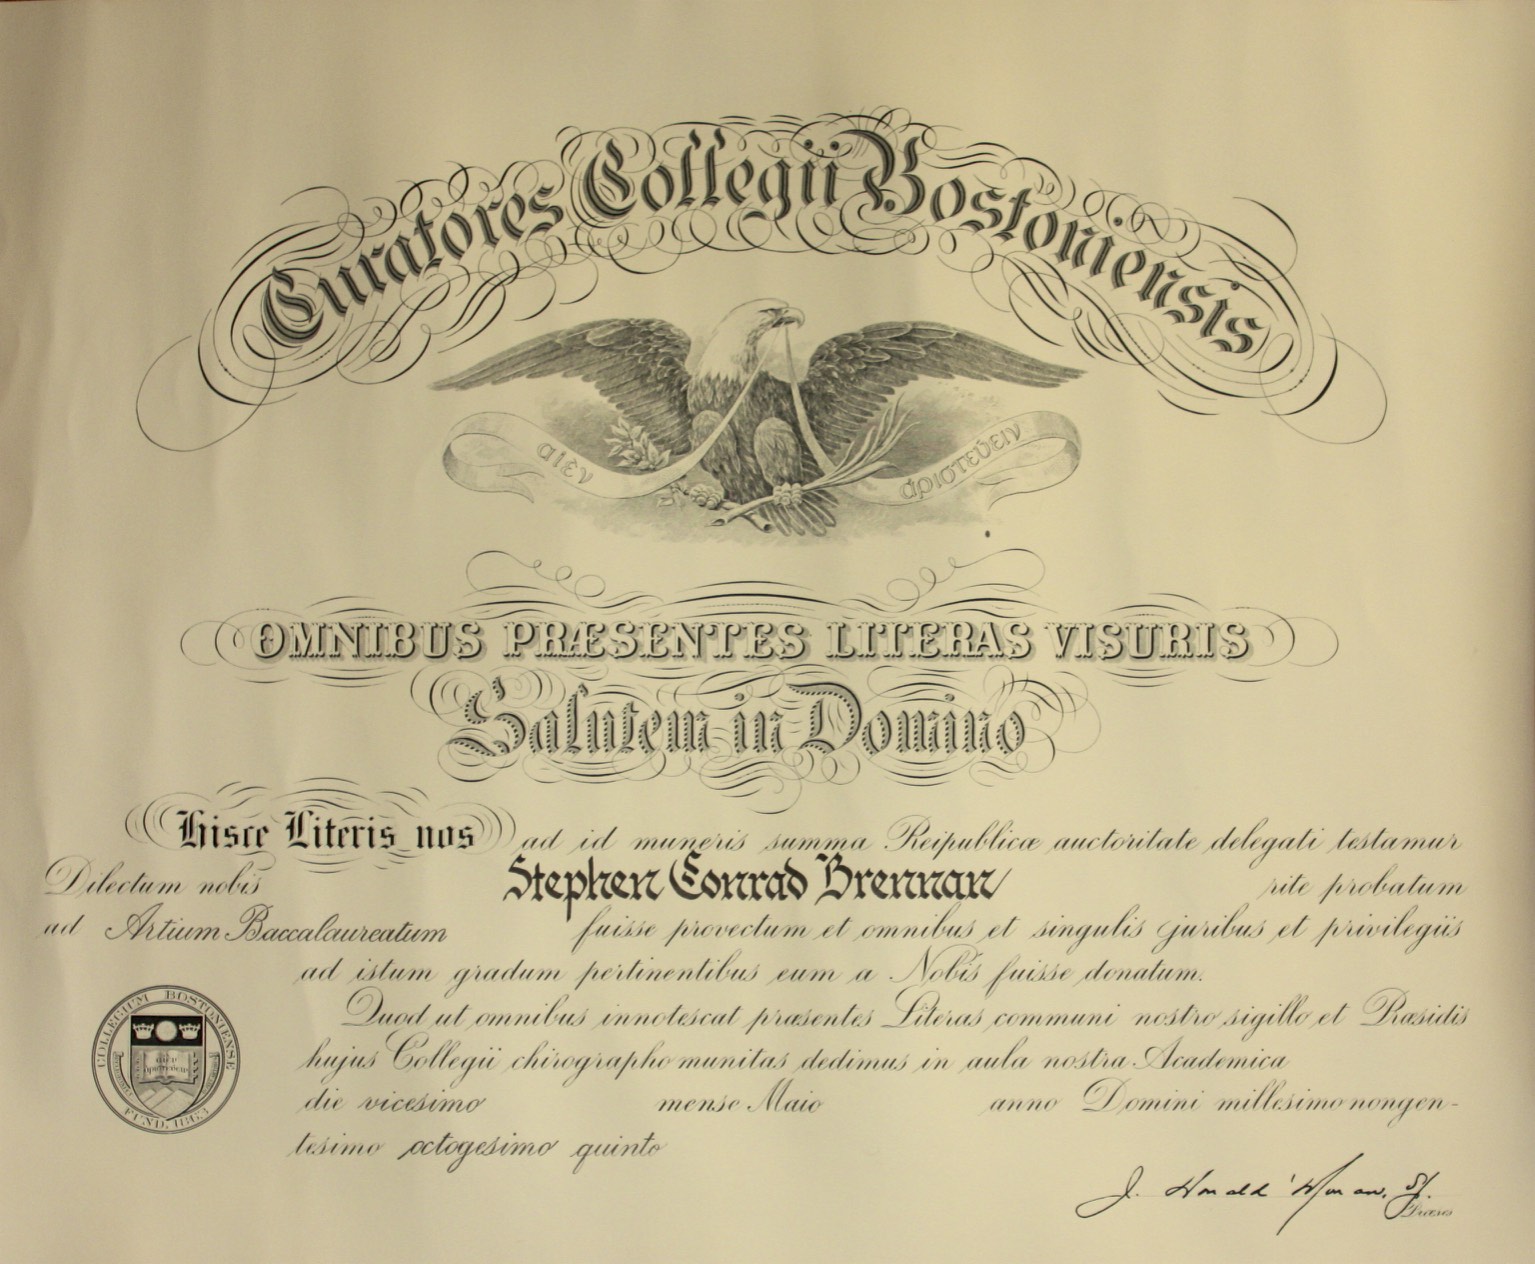 Curatores Collegii Bostoniensis
αἰὲν ἀριστεύειν
OMNIBUS PRÆSENTES LITERAS VISURIS
Salutem in Domino
Hisce Literis nos ad id muneris summa Reipublicæ auctoritate delegati testamur
Dilectum nobis Stephen Conrad Brennan rite probatum
ad Artium Baccalaureatum fuisse provectum et omnibus et singulis juribus et privilegiis
ad istum gradum pertinentibus eum a Nobis fuisse donatum.
Quod ut omnibus innotescat præsentes Literas communi nostro sigillo et Præsidis
hujus Collegii chirographo munitas dedimus in aula nostra Academica
die vicesimo mense Maio anno Domini millesimo nongen-
tesimo octogesimo quinto
COLLEGIUM BOSTONIENSE
FUND. 1863
J. Donald Monan, S.J.
Præses